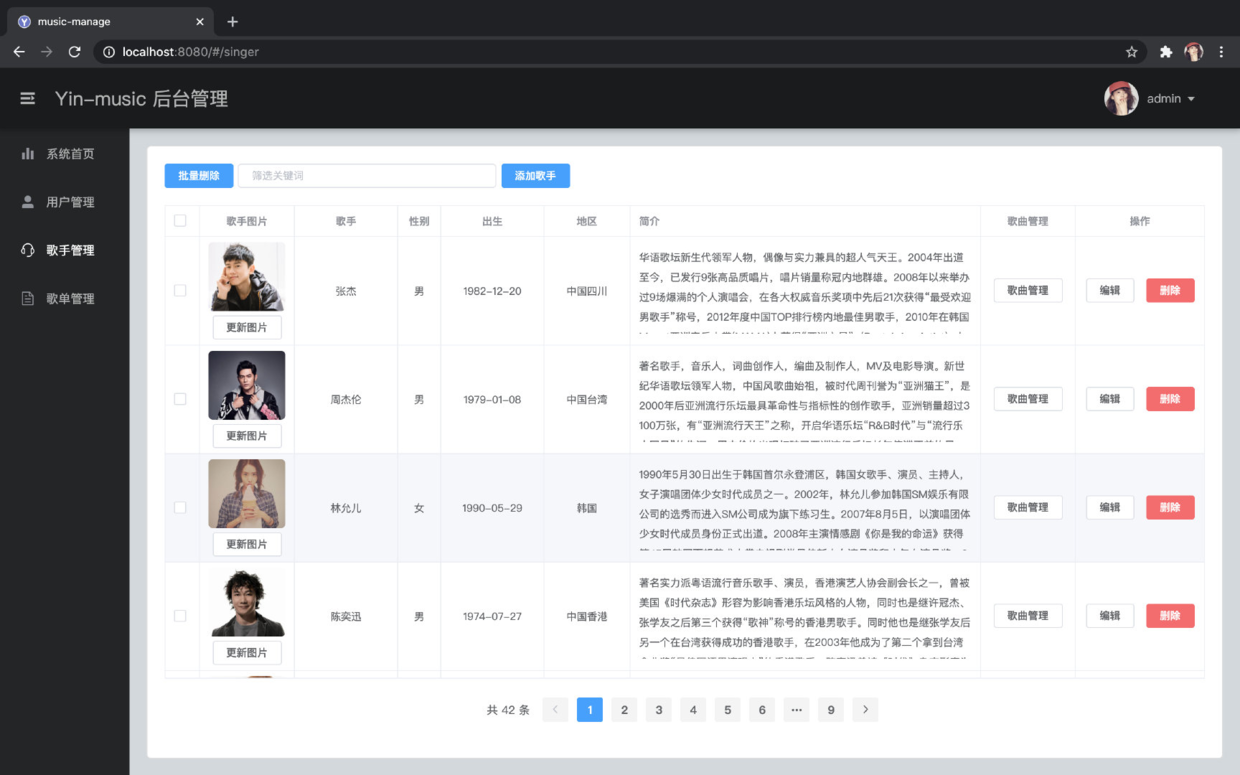 music-manage
localhost:8080/#/singer
Yin-music 后台管理
admin
系统首页
用户管理
歌手管理
歌单管理
批量删除
筛选关键词
添加歌手
歌手图片 歌手 性别 出生 地区 简介 歌曲管理 操作
更新图片
张杰
男
1982-12-20
中国四川
华语歌坛新生代领军人物，偶像与实力兼具的超人气天王。2004年出道
至今，已发行9张高品质唱片，唱片销量称冠内地群雄。2008年以来举办
过9场爆满的个人演唱会，在各大权威音乐奖项中先后21次获得“最受欢迎
男歌手”称号，2012年度中国TOP排行榜内地最佳男歌手，2010年在韩国
歌曲管理
编辑
删除
更新图片
周杰伦
男
1979-01-08
中国台湾
著名歌手，音乐人，词曲创作人，编曲及制作人，MV及电影导演。新世
纪华语歌坛领军人物，中国风歌曲始祖，被时代周刊誉为“亚洲猫王”，是
2000年后亚洲流行乐坛最具革命性与指标性的创作歌手，亚洲销量超过3
100万张，有“亚洲流行天王”之称，开启华语乐坛“R&B时代”与“流行乐
歌曲管理
编辑
删除
更新图片
林允儿
女
1990-05-29
韩国
1990年5月30日出生于韩国首尔永登浦区，韩国女歌手、演员、主持人，
女子演唱团体少女时代成员之一。2002年，林允儿参加韩国SM娱乐有限
公司的选秀而进入SM公司成为旗下练习生。2007年8月5日，以演唱团体
少女时代成员身份正式出道。2008年主演情感剧《你是我的命运》获得
歌曲管理
编辑
删除
更新图片
陈奕迅
男
1974-07-27
中国香港
著名实力派粤语流行音乐歌手、演员，香港演艺人协会副会长之一，曾被
美国《时代杂志》形容为影响香港乐坛风格的人物，同时也是继许冠杰、
张学友之后第三个获得“歌神”称号的香港男歌手。同时他也是继张学友后
另一个在台湾获得成功的香港歌手，在2003年他成为了第二个拿到台湾
歌曲管理
编辑
删除
共 42 条
1 2 3 4 5 6 ··· 9